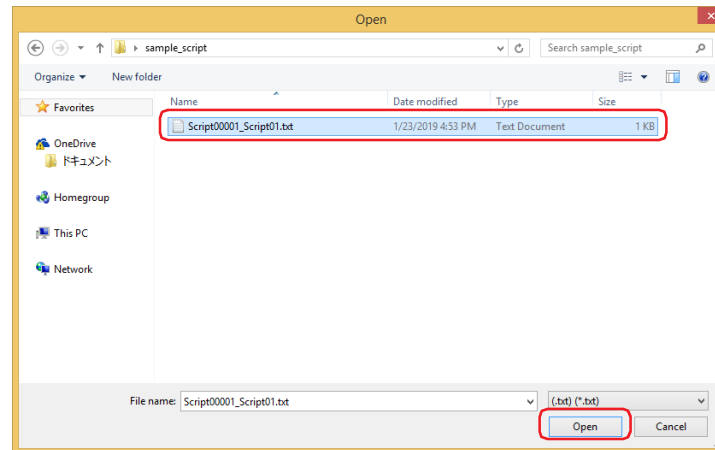 Open
sample_script
Search sample_script
Organize
New folder
Name
Date modified
Type
Size
Favorites
Script00001_Script01.txt
1/23/2019 4:53 PM
Text Document
1 KB
OneDrive
ドキュメント
Homegroup
This PC
Network
File name:
Script00001_Script01.txt
(.txt) (*.txt)
Open
Cancel